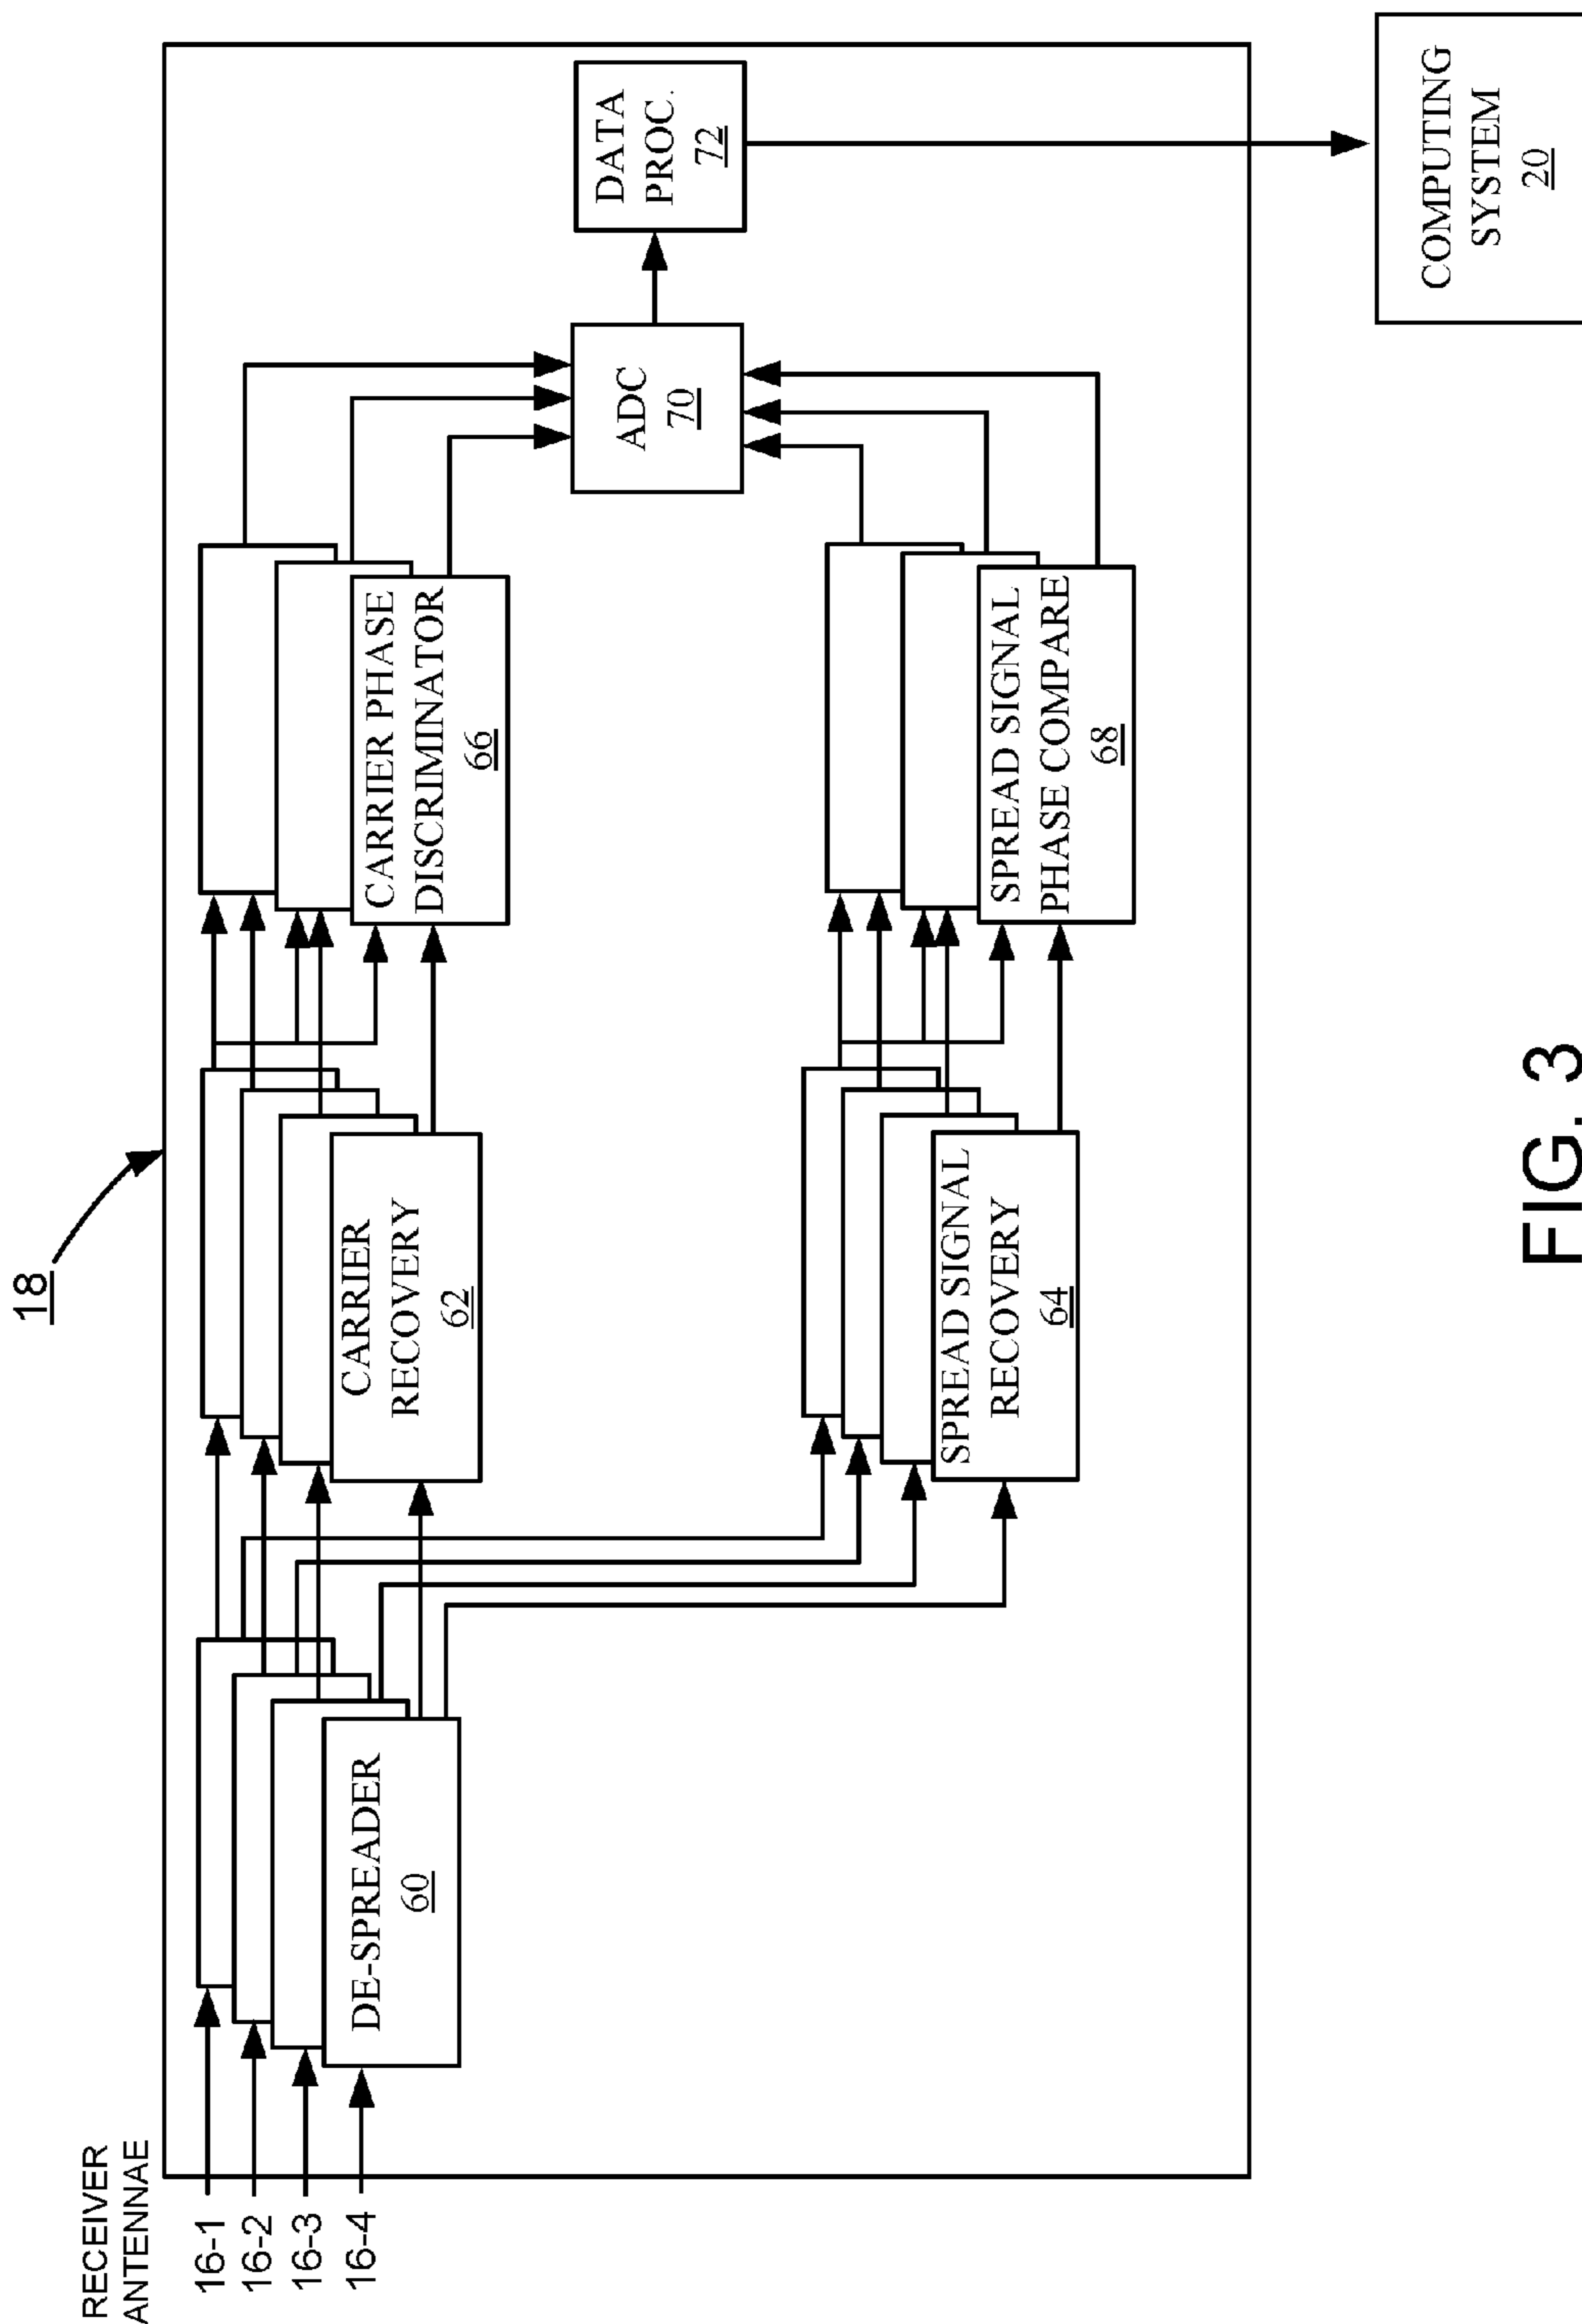 18
RECEIVER
ANTENNAE
16-1
16-2
16-3
16-4
DE-SPREADER
60
CARRIER
RECOVERY
62
CARRIER PHASE
DISCRIMINATOR
66
SPREAD SIGNAL
RECOVERY
64
SPREAD SIGNAL
PHASE COMPARE
68
ADC
70
DATA
PROC.
72
COMPUTING
SYSTEM
20
FIG. 3